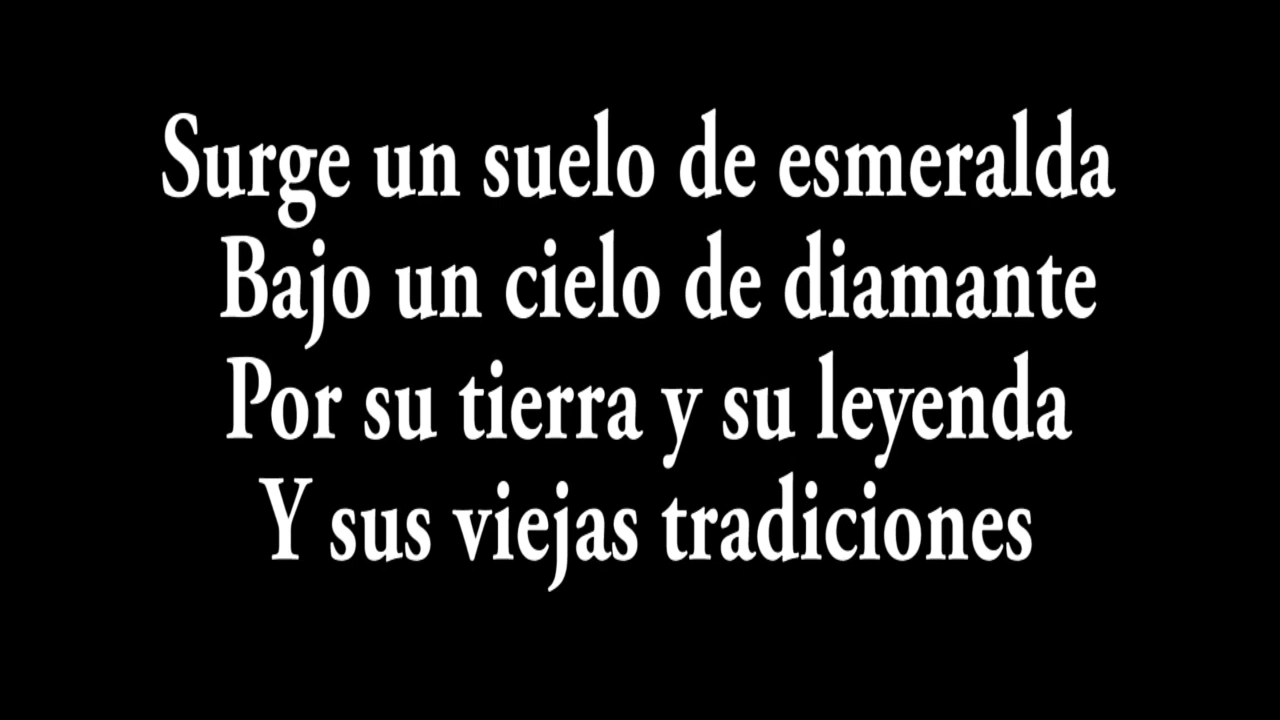 Surge un suelo de esmeralda
Bajo un cielo de diamante
Por su tierra y su leyenda
Y sus viejas tradiciones